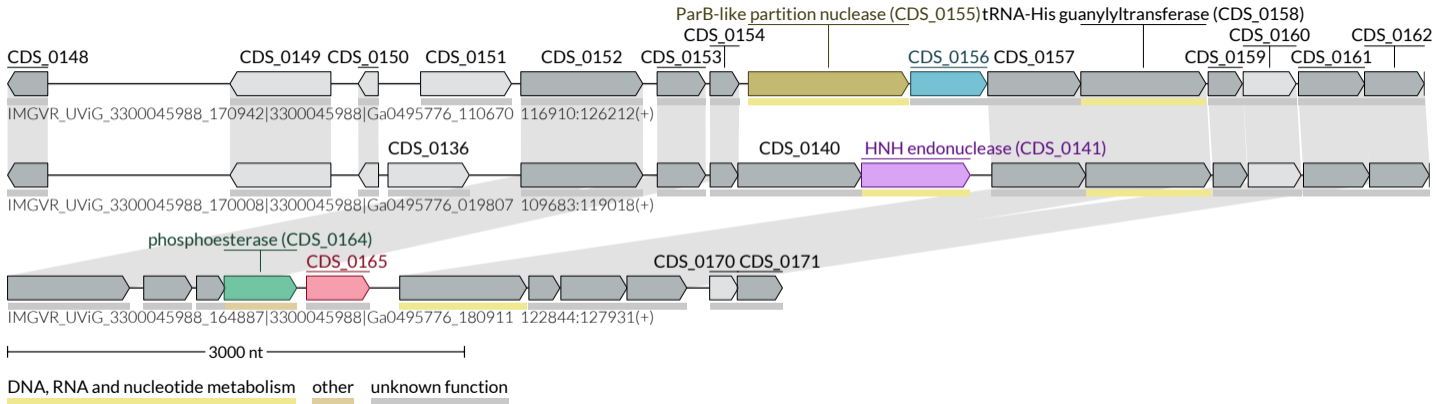 ParB-like partition nuclease (CDS_0155) tRNA-His guanylyltransferase (CDS_0158)
CDS_0154 CDS_0160 CDS_0162
CDS_0148 CDS_0149 CDS_0150 CDS_0151 CDS_0152 CDS_0153 CDS_0156 CDS_0157 CDS_0159 CDS_0161
IMGVR_UViG_3300045988_170942|3300045988|Ga0495776_110670 116910:126212(+)
CDS_0136 CDS_0140 HNH endonuclease (CDS_0141)
IMGVR_UViG_3300045988_170008|3300045988|Ga0495776_019807 109683:119018(+)
phosphoesterase (CDS_0164)
CDS_0165 CDS_0170 CDS_0171
IMGVR_UViG_3300045988_164887|3300045988|Ga0495776_180911 122844:127931(+)
3000 nt
DNA, RNA and nucleotide metabolism other unknown function